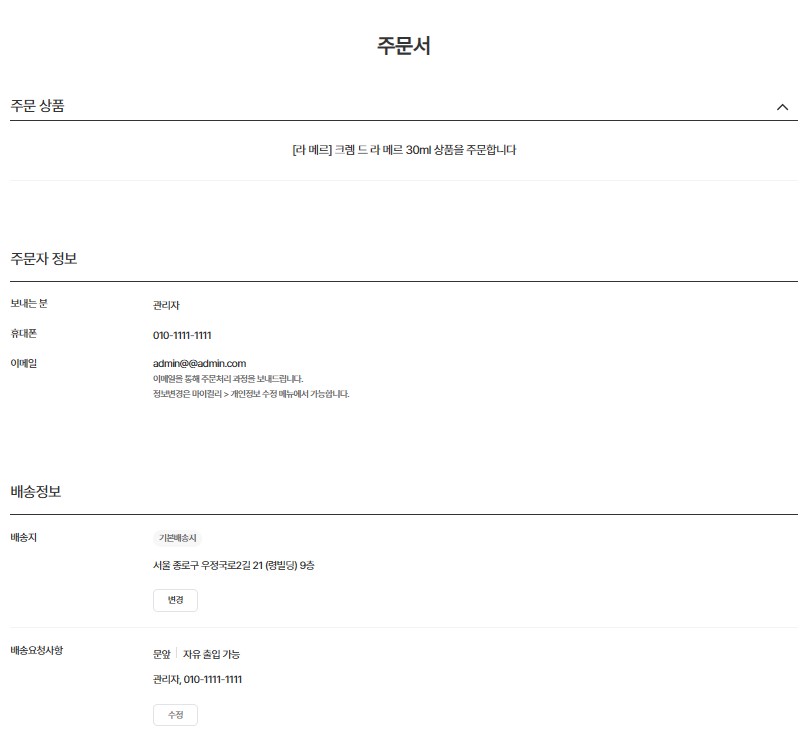 주문서
주문 상품
[라 메르] 크렘 드 라 메르 30ml 상품을 주문합니다
주문자 정보
보내는 분
관리자
휴대폰
010-1111-1111
이메일
admin@@admin.com
이메일을 통해 주문처리 과정을 보내드립니다.
정보변경은 마이컬리 > 개인정보 수정 메뉴에서 가능합니다.
배송정보
배송지
기본배송지
서울 종로구 우정국로2길 21 (령빌딩) 9층
변경
배송요청사항
문앞 | 자유 출입 가능
관리자, 010-1111-1111
수정